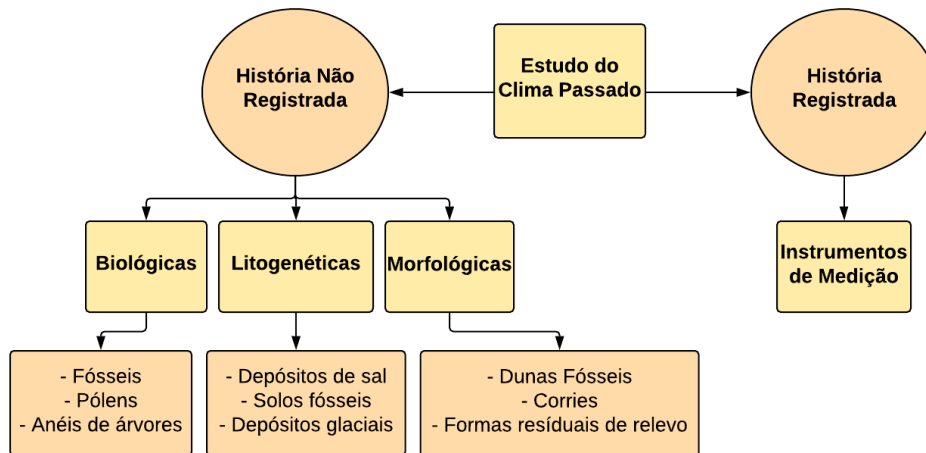 História Não
Registrada
Estudo do
Clima Passado
História
Registrada
Biológicas
Litogenéticas
Morfológicas
Instrumentos
de Medição
- Fósseis
- Pólens
- Anéis de árvores
- Depósitos de sal
- Solos fósseis
- Depósitos glaciais
- Dunas Fósseis
- Corries
- Formas resíduais de relevo